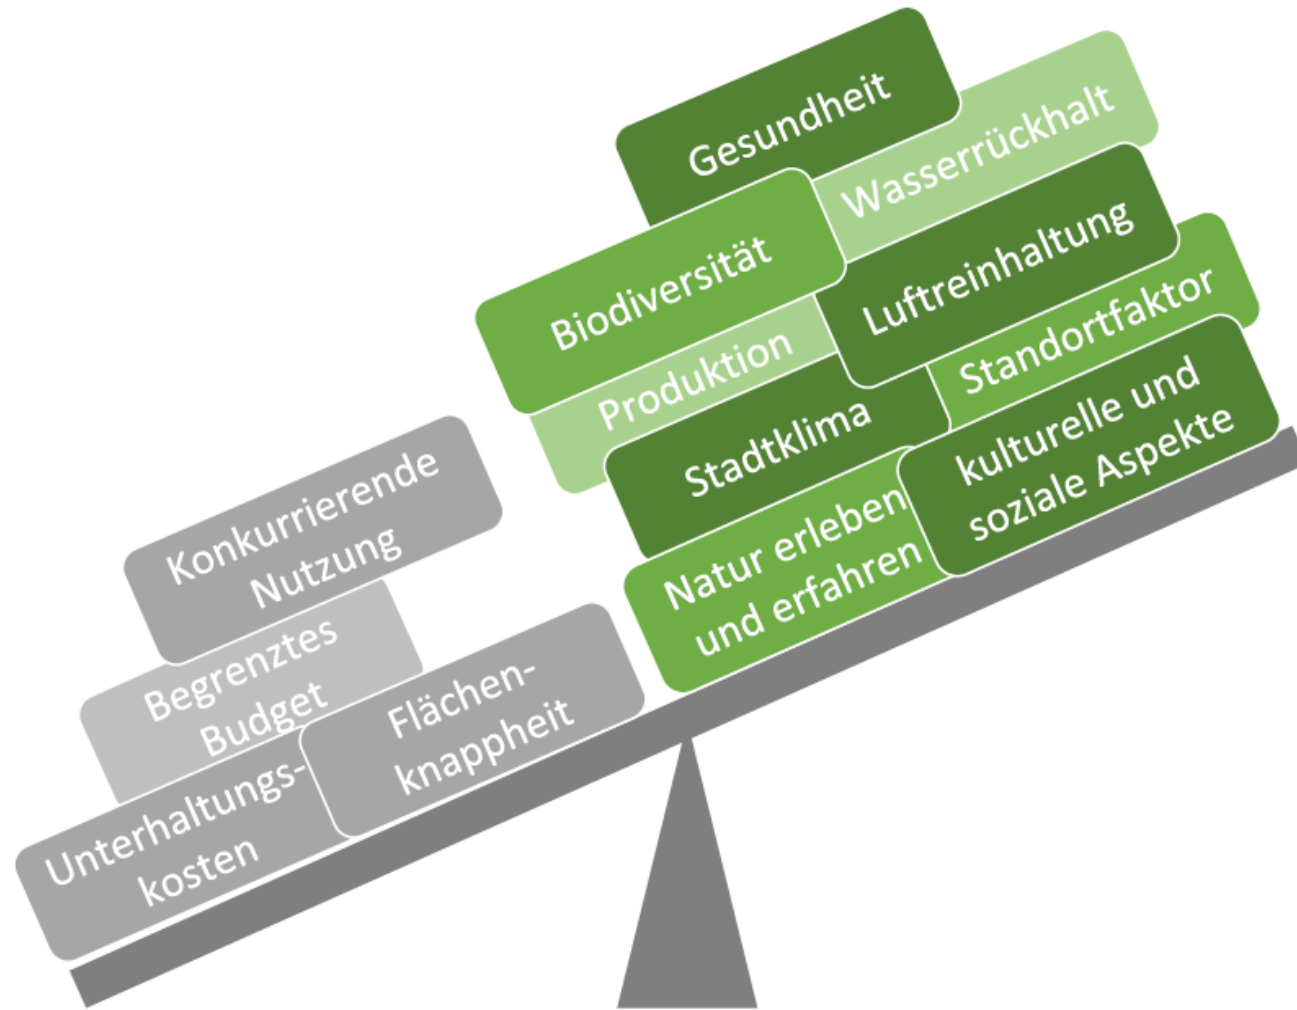 Gesundheit
Wasserrückhalt
Biodiversität
Luftreinhaltung
Produktion
Standortfaktor
Stadtklima
kulturelle und
soziale Aspekte
Natur erleben
und erfahren
Konkurrierende
Nutzung
Begrenztes
Budget
Flächen-
knappheit
Unterhaltungs-
kosten